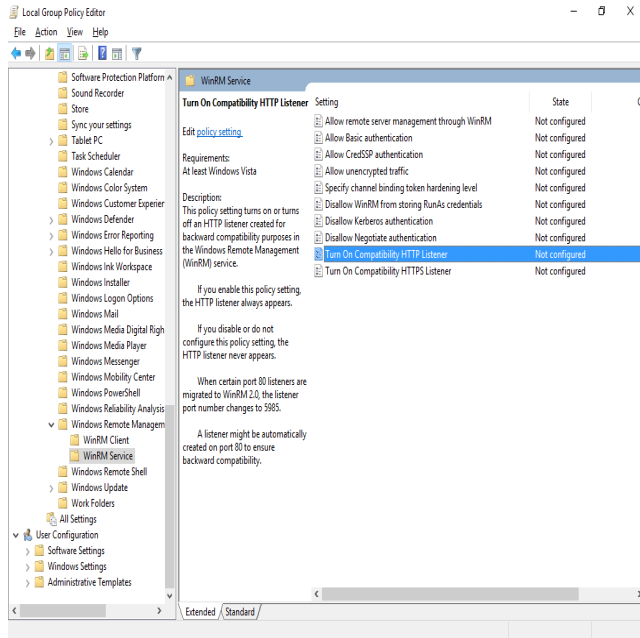 Local Group Policy Editor
File Action View Help
Software Protection Platform
Sound Recorder
Store
Sync your settings
Tablet PC
Task Scheduler
Windows Calendar
Windows Color System
Windows Customer Experier
Windows Defender
Windows Error Reporting
Windows Hello for Business
Windows Ink Workspace
Windows Installer
Windows Logon Options
Windows Mail
Windows Media Digital Righ
Windows Media Player
Windows Messenger
Windows Mobility Center
Windows PowerShell
Windows Reliability Analysis
Windows Remote Managem
WinRM Client
WinRM Service
Windows Remote Shell
Windows Update
Work Folders
All Settings
User Configuration
Software Settings
Windows Settings
Administrative Templates
WinRM Service
Turn On Compatibility HTTP Listener
Edit policy setting
Requirements:
At least Windows Vista
Description:
This policy setting turns on or turns
off an HTTP listener created for
backward compatibility purposes in
the Windows Remote Management
(WinRM) service.
If you enable this policy setting,
the HTTP listener always appears.
If you disable or do not
configure this policy setting, the
HTTP listener never appears.
When certain port 80 listeners are
migrated to WinRM 2.0, the listener
port number changes to 5985.
A listener might be automatically
created on port 80 to ensure
backward compatibility.
Setting State
Allow remote server management through WinRM Not configured
Allow Basic authentication Not configured
Allow CredSSP authentication Not configured
Allow unencrypted traffic Not configured
Specify channel binding token hardening level Not configured
Disallow WinRM from storing RunAs credentials Not configured
Disallow Kerberos authentication Not configured
Disallow Negotiate authentication Not configured
Turn On Compatibility HTTP Listener Not configured
Turn On Compatibility HTTPS Listener Not configured
Extended Standard